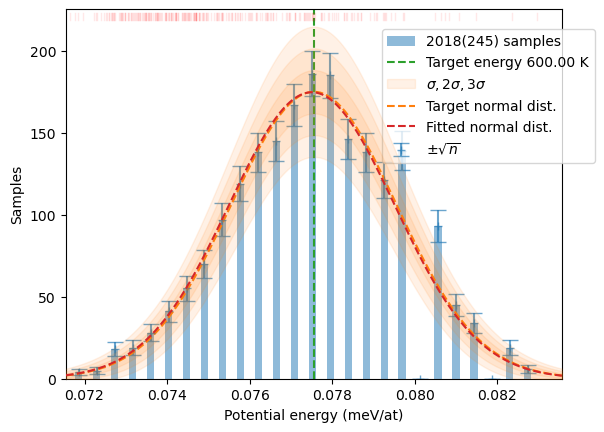 2018(245) samples
Target energy 600.00 K
σ, 2σ, 3σ
Target normal dist.
Fitted normal dist.
±√n
Samples
200
150
100
50
0
0.072 0.074 0.076 0.078 0.080 0.082
Potential energy (meV/at)